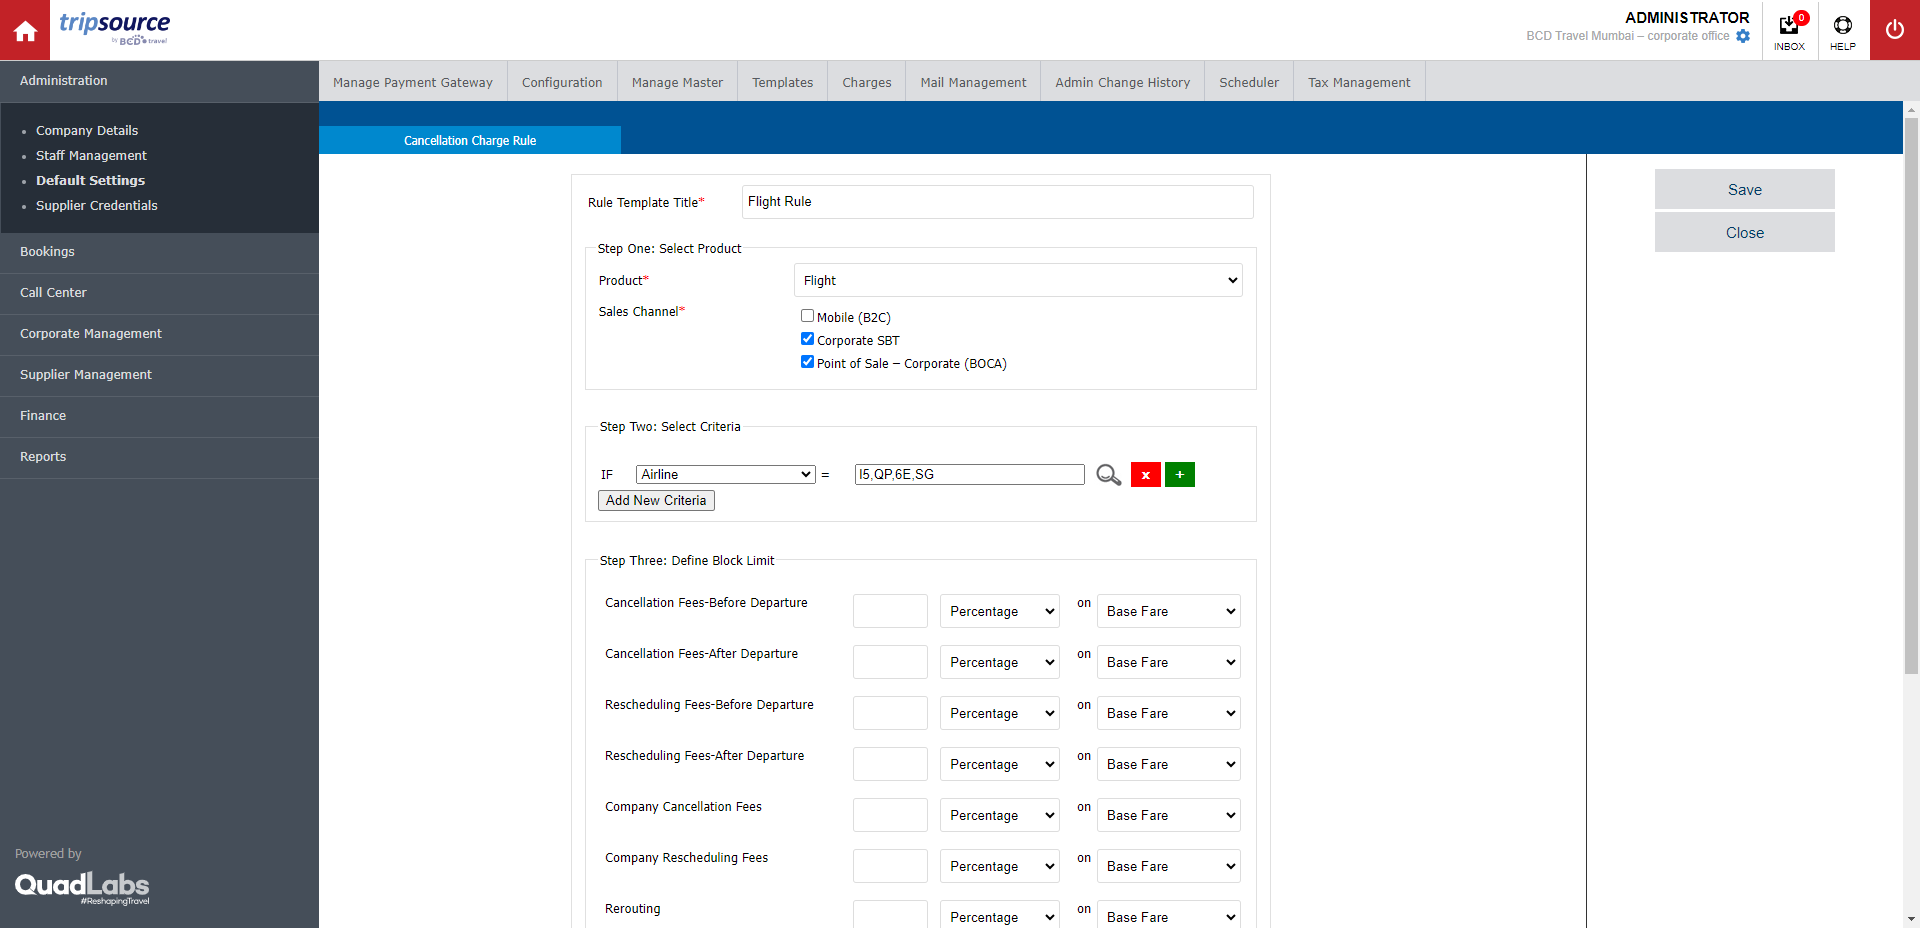 tripsource
by BCD travel
ADMINISTRATOR
BCD Travel Mumbai – corporate office
0
INBOX
HELP
Administration
Company Details
Staff Management
Default Settings
Supplier Credentials
Bookings
Call Center
Corporate Management
Supplier Management
Finance
Reports
Powered by
QuadLabs
#ReshapingTravel
Manage Payment Gateway
Configuration
Manage Master
Templates
Charges
Mail Management
Admin Change History
Scheduler
Tax Management
Cancellation Charge Rule
Rule Template Title* Flight Rule
Step One: Select Product
Product* Flight
Sales Channel*
Mobile (B2C)
Corporate SBT
Point of Sale – Corporate (BOCA)
Step Two: Select Criteria
IF Airline = I5,QP,6E,SG x +
Add New Criteria
Step Three: Define Block Limit
Cancellation Fees-Before Departure Percentage on Base Fare
Cancellation Fees-After Departure Percentage on Base Fare
Rescheduling Fees-Before Departure Percentage on Base Fare
Rescheduling Fees-After Departure Percentage on Base Fare
Company Cancellation Fees Percentage on Base Fare
Company Rescheduling Fees Percentage on Base Fare
Rerouting Percentage on Base Fare
Save
Close